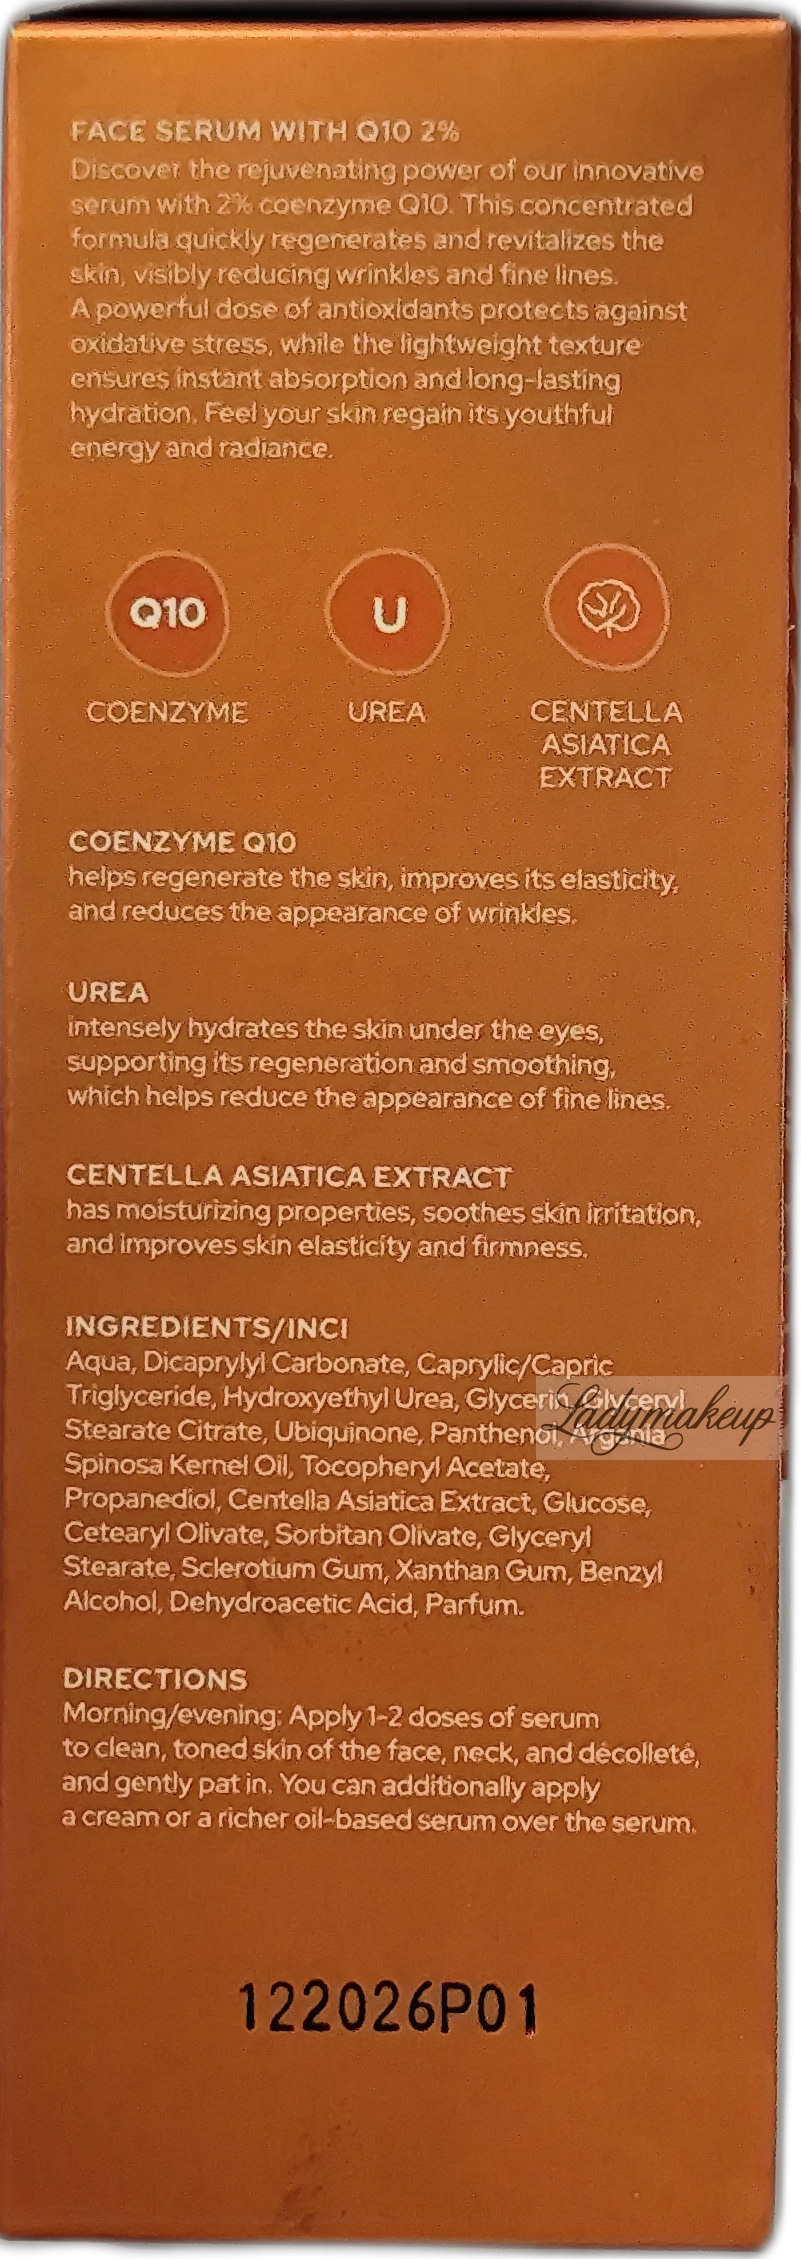 FACE SERUM WITH Q10 2%
Discover the rejuvenating power of our innovative
serum with 2% coenzyme Q10. This concentrated
formula quickly regenerates and revitalizes the
skin, visibly reducing wrinkles and fine lines.
A powerful dose of antioxidants protects against
oxidative stress, while the lightweight texture
ensures instant absorption and long-lasting
hydration. Feel your skin regain its youthful
energy and radiance.
Q10 U
COENZYME UREA CENTELLA
ASIATICA
EXTRACT
COENZYME Q10
helps regenerate the skin, improves its elasticity,
and reduces the appearance of wrinkles.
UREA
intensely hydrates the skin under the eyes,
supporting its regeneration and smoothing,
which helps reduce the appearance of fine lines.
CENTELLA ASIATICA EXTRACT
has moisturizing properties, soothes skin irritation,
and improves skin elasticity and firmness.
INGREDIENTS/INCI
Aqua, Dicaprylyl Carbonate, Caprylic/Capric
Triglyceride, Hydroxyethyl Urea, Glycerin, Glyceryl
Stearate Citrate, Ubiquinone, Panthenol, Argania
Ladymakeup
Spinosa Kernel Oil, Tocopheryl Acetate,
Propanediol, Centella Asiatica Extract, Glucose,
Cetearyl Olivate, Sorbitan Olivate, Glyceryl
Stearate, Sclerotium Gum, Xanthan Gum, Benzyl
Alcohol, Dehydroacetic Acid, Parfum.
DIRECTIONS
Morning/evening: Apply 1-2 doses of serum
to clean, toned skin of the face, neck, and décolleté,
and gently pat in. You can additionally apply
a cream or a richer oil-based serum over the serum.
122026P01